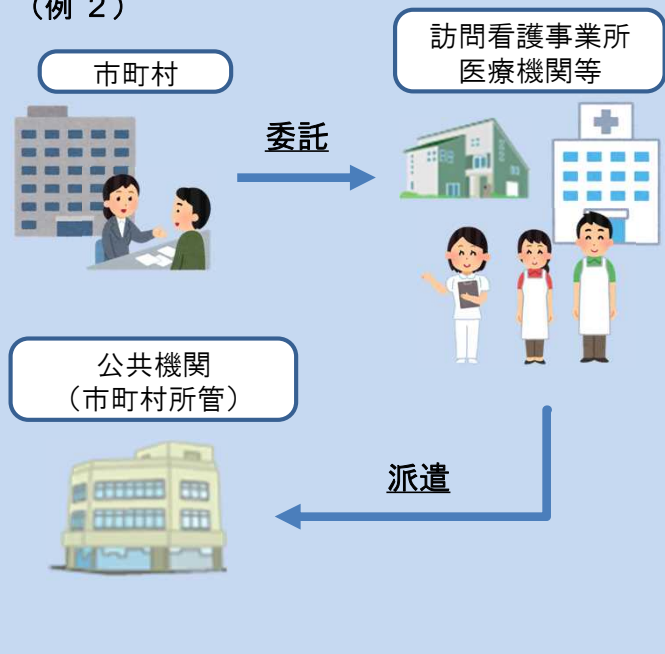 （例 2）
市町村
訪問看護事業所
医療機関等
委託
公共機関
（市町村所管）
派遣